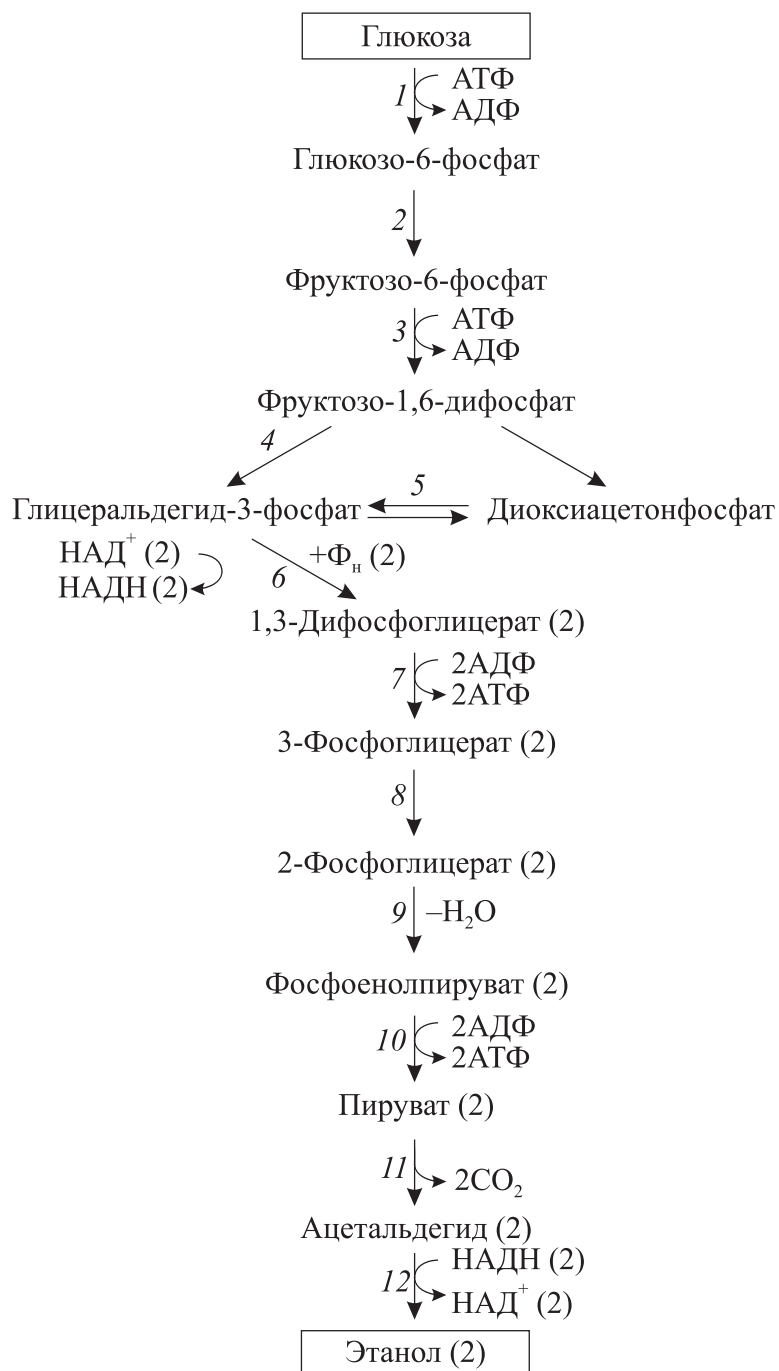 Глюкоза
1
АТФ
АДФ
Глюкозо-6-фосфат
2
Фруктозо-6-фосфат
3
АТФ
АДФ
Фруктозо-1,6-дифосфат
4
5
Глицеральдегид-3-фосфат
Диоксиацетонфосфат
НАД⁺ (2)
НАДН (2)
6
+Фн (2)
1,3-Дифосфоглицерат (2)
7
2АДФ
2АТФ
3-Фосфоглицерат (2)
8
2-Фосфоглицерат (2)
9
–H₂O
Фосфоенолпируват (2)
10
2АДФ
2АТФ
Пируват (2)
11
2CO₂
Ацетальдегид (2)
12
НАДН (2)
НАД⁺ (2)
Этанол (2)